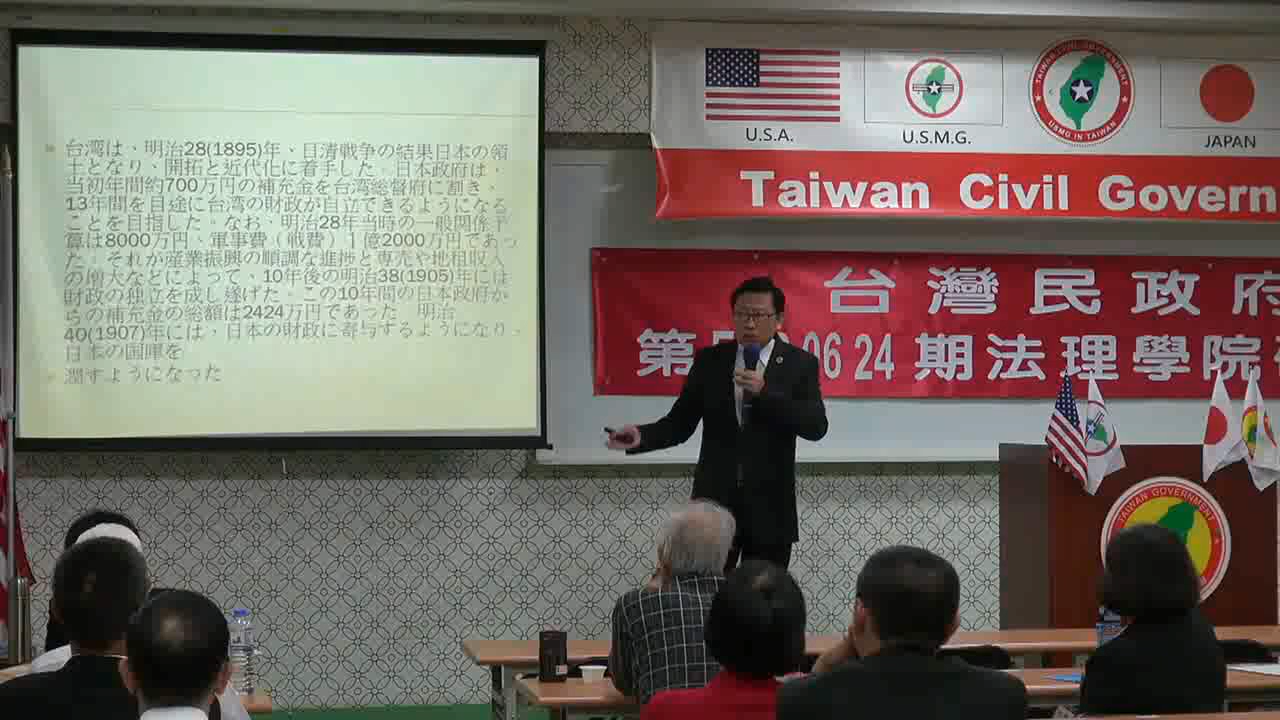 台湾は、明治28(1895)年、日清戦争の結果日本の領
土となり、開拓と近代化に着手した。日本政府は、
当初年間約700万円の補充金を台湾総督府に割き、
13年間を目途に台湾の財政が自立できるようになる
ことを目指した。なお、明治28年当時の一般関係予
算は8000万円、軍事費（戦費）1億2000万円であっ
た。それが産業振興の順調な進捗と専売や地租収入
の増大などによって、10年後の明治38(1905)年には
財政の独立を成し遂げた。この10年間の日本政府か
らの補充金の総額は2424万円であった。明治
40(1907)年には、日本の財政に寄与するようになり、
日本の国庫を
潤すようになった
U.S.A.
U.S.M.G.
TAIWAN CIVIL GOVERNMENT
USMG IN TAIWAN
JAPAN
Taiwan Civil Govern
台灣民政府
第 0624期法理學院
TAIWAN GOVERNMENT